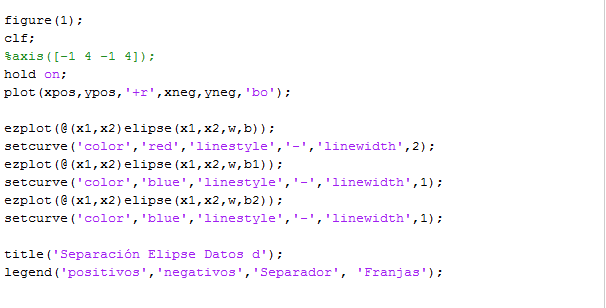 figure(1);
clf;
%axis([-1 4 -1 4]);
hold on;
plot(xpos,ypos,'+r',xneg,yneg,'bo');
ezplot(@(x1,x2)elipse(x1,x2,w,b));
setcurve('color','red','linestyle','-','linewidth',2);
ezplot(@(x1,x2)elipse(x1,x2,w,b1));
setcurve('color','blue','linestyle','-','linewidth',1);
ezplot(@(x1,x2)elipse(x1,x2,w,b2));
setcurve('color','blue','linestyle','-','linewidth',1);
title('Separación Elipse Datos d');
legend('positivos','negativos','Separador', 'Franjas');